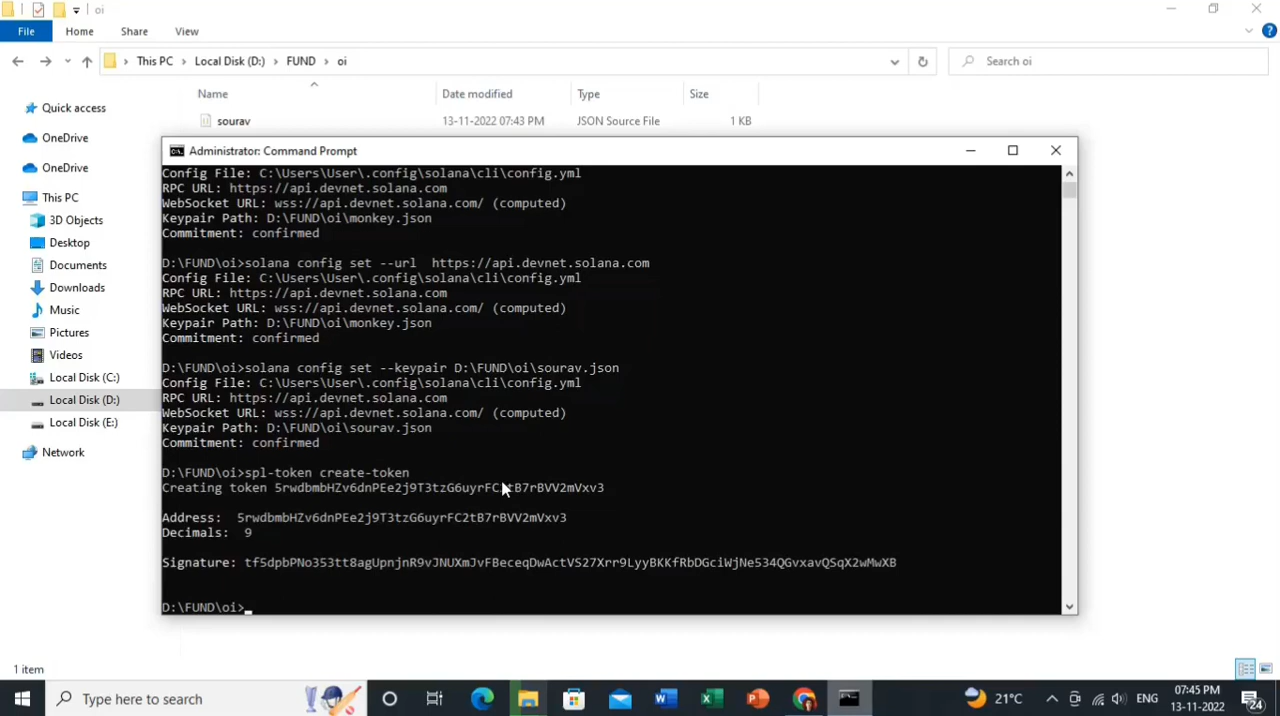 oi
File Home Share View
This PC Local Disk (D:) FUND oi Search oi
Name Date modified Type Size
sourav 13-11-2022 07:43 PM JSON Source File 1 KB
Quick access
OneDrive
OneDrive
This PC
3D Objects
Desktop
Documents
Downloads
Music
Pictures
Videos
Local Disk (C:)
Local Disk (D:)
Local Disk (E:)
Network
Administrator: Command Prompt
Config File: C:\Users\User\.config\solana\cli\config.yml
RPC URL: https://api.devnet.solana.com
WebSocket URL: wss://api.devnet.solana.com/ (computed)
Keypair Path: D:\FUND\oi\monkey.json
Commitment: confirmed
D:\FUND\oi>solana config set --url  https://api.devnet.solana.com
Config File: C:\Users\User\.config\solana\cli\config.yml
RPC URL: https://api.devnet.solana.com
WebSocket URL: wss://api.devnet.solana.com/ (computed)
Keypair Path: D:\FUND\oi\monkey.json
Commitment: confirmed
D:\FUND\oi>solana config set --keypair D:\FUND\oi\sourav.json
Config File: C:\Users\User\.config\solana\cli\config.yml
RPC URL: https://api.devnet.solana.com
WebSocket URL: wss://api.devnet.solana.com/ (computed)
Keypair Path: D:\FUND\oi\sourav.json
Commitment: confirmed
D:\FUND\oi>spl-token create-token
Creating token 5rwdbmbHZv6dnPEe2j9T3tzG6uyrFC2tB7rBVV2mVxv3
Address:  5rwdbmbHZv6dnPEe2j9T3tzG6uyrFC2tB7rBVV2mVxv3
Decimals:  9
Signature: tf5dpbPNo353tt8agUpnjnR9vJNUXmJvFBeceqDwActVS27Xrr9LyyBKKfRbDGciWjNe534QGvxavQSqX2wMwXB
D:\FUND\oi>
1 item
Type here to search 21°C ENG 07:45 PM
13-11-2022 24